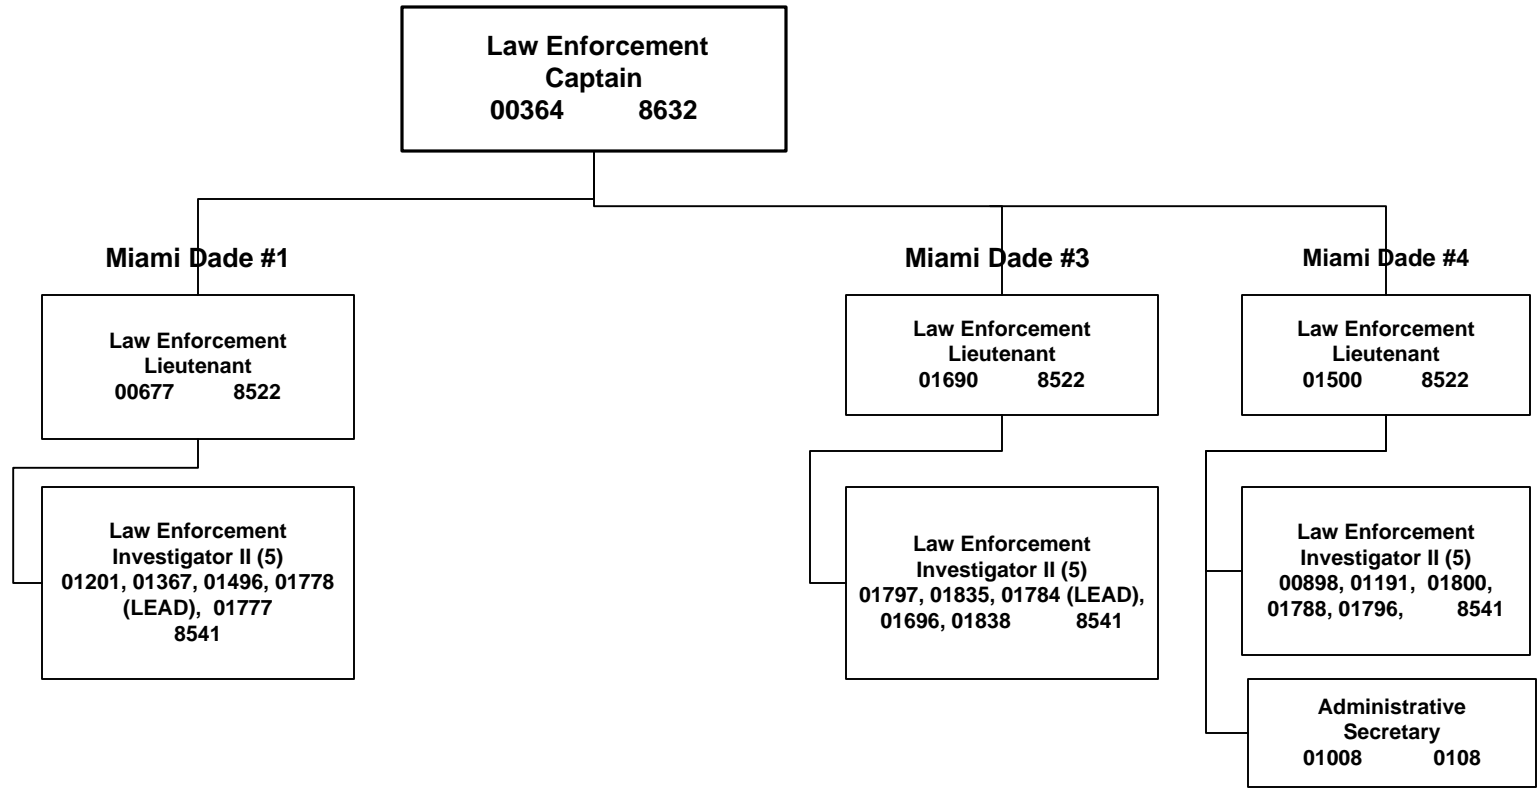 Law Enforcement
Captain
00364 8632
Miami Dade #1
Law Enforcement
Lieutenant
00677 8522
Law Enforcement
Investigator II (5)
01201, 01367, 01496, 01778
(LEAD), 01777
8541
Miami Dade #3
Law Enforcement
Lieutenant
01690 8522
Law Enforcement
Investigator II (5)
01797, 01835, 01784 (LEAD),
01696, 01838 8541
Miami Dade #4
Law Enforcement
Lieutenant
01500 8522
Law Enforcement
Investigator II (5)
00898, 01191, 01800,
01788, 01796, 8541
Administrative
Secretary
01008 0108